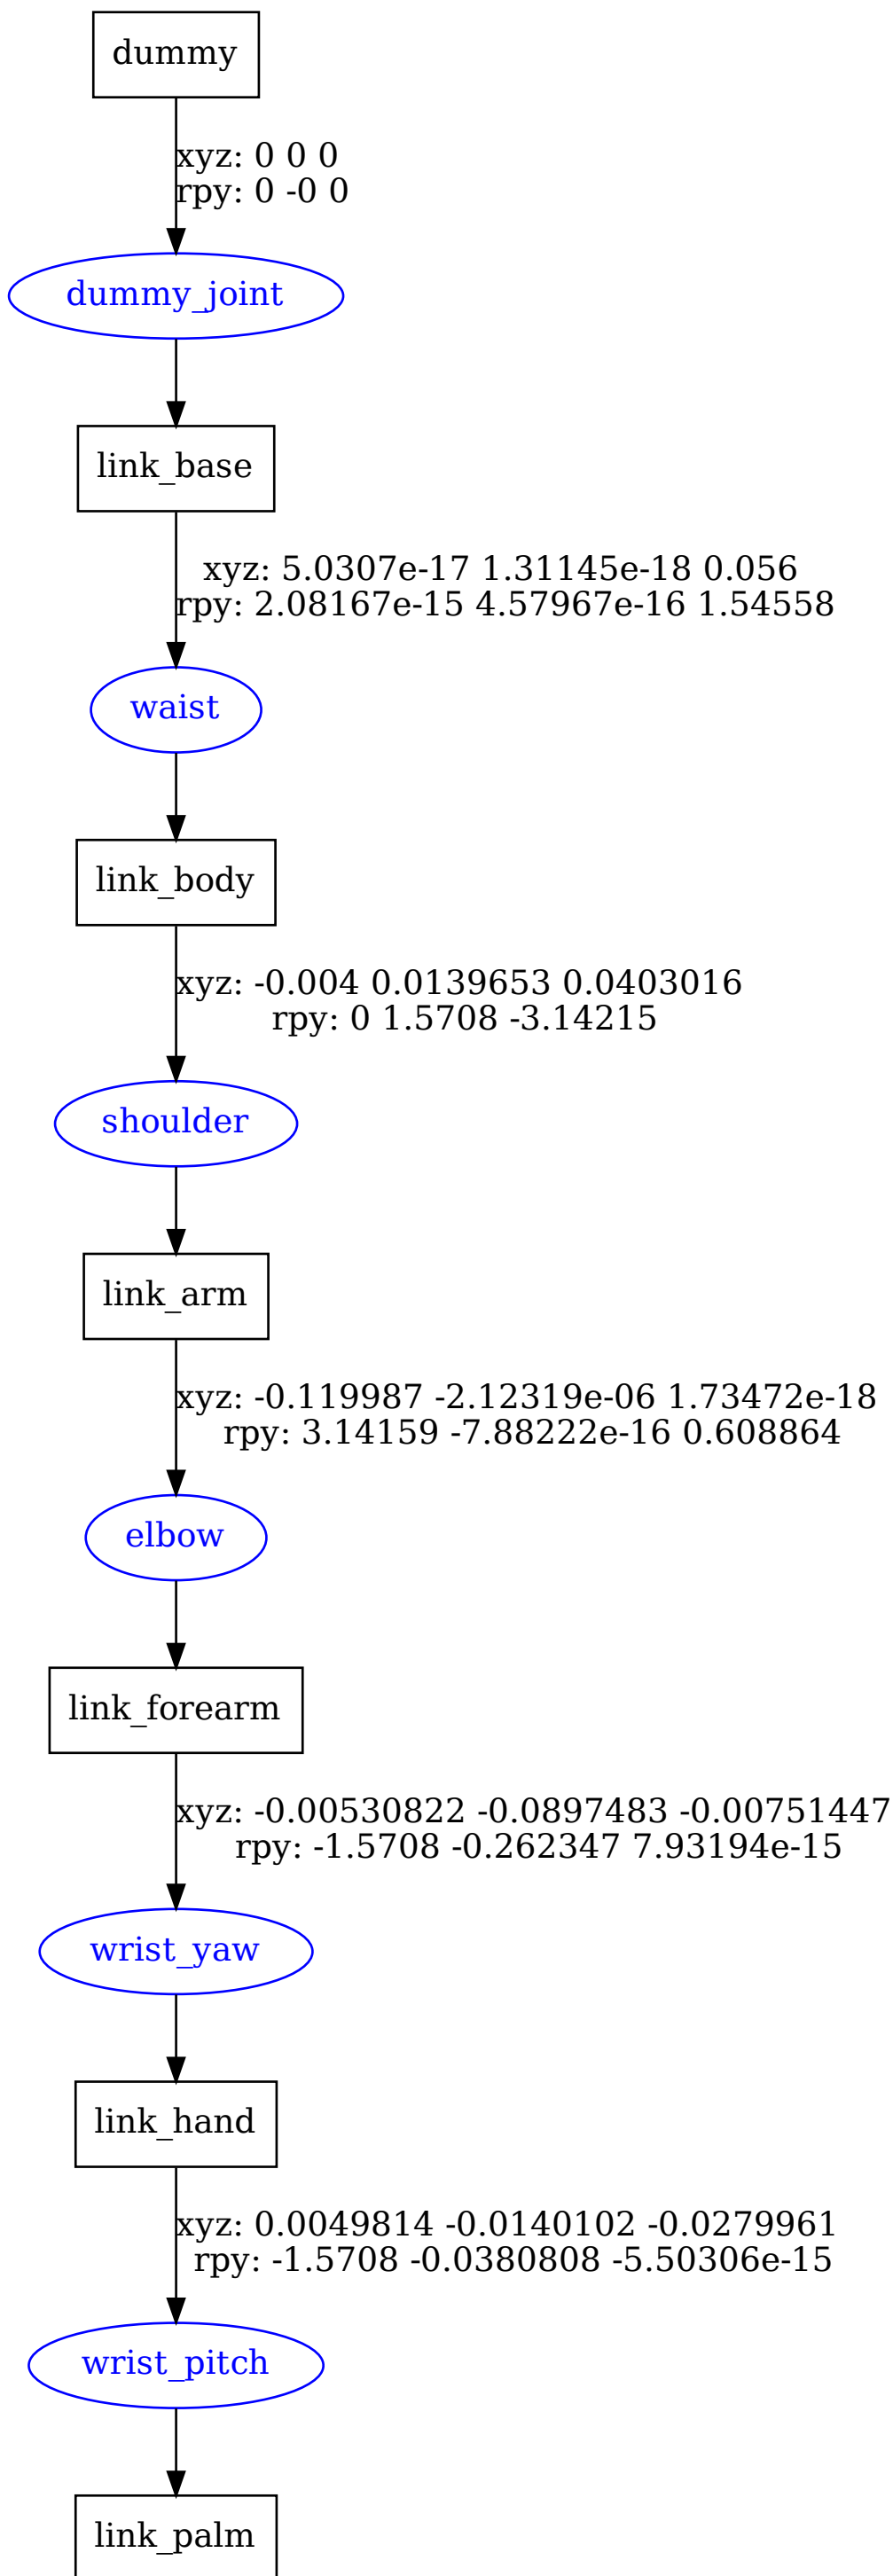 dummy
xyz: 0 0 0
rpy: 0 -0 0
dummy_joint
link_base
xyz: 5.0307e-17 1.31145e-18 0.056
rpy: 2.08167e-15 4.57967e-16 1.54558
waist
link_body
xyz: -0.004 0.0139653 0.0403016
rpy: 0 1.5708 -3.14215
shoulder
link_arm
xyz: -0.119987 -2.12319e-06 1.73472e-18
rpy: 3.14159 -7.88222e-16 0.608864
elbow
link_forearm
xyz: -0.00530822 -0.0897483 -0.00751447
rpy: -1.5708 -0.262347 7.93194e-15
wrist_yaw
link_hand
xyz: 0.0049814 -0.0140102 -0.0279961
rpy: -1.5708 -0.0380808 -5.50306e-15
wrist_pitch
link_palm